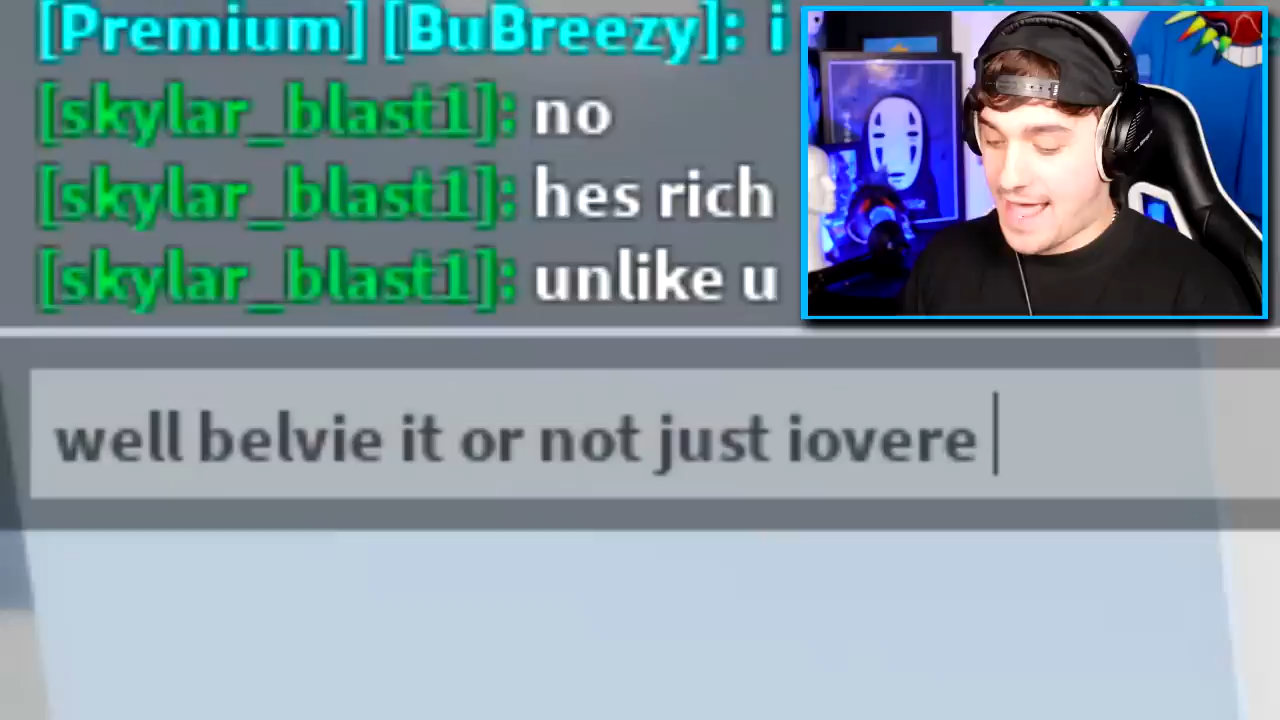 [Premium] [BuBreezy]: i
[skylar_blast1]: no
[skylar_blast1]: hes rich
[skylar_blast1]: unlike u
well belvie it or not just iovere